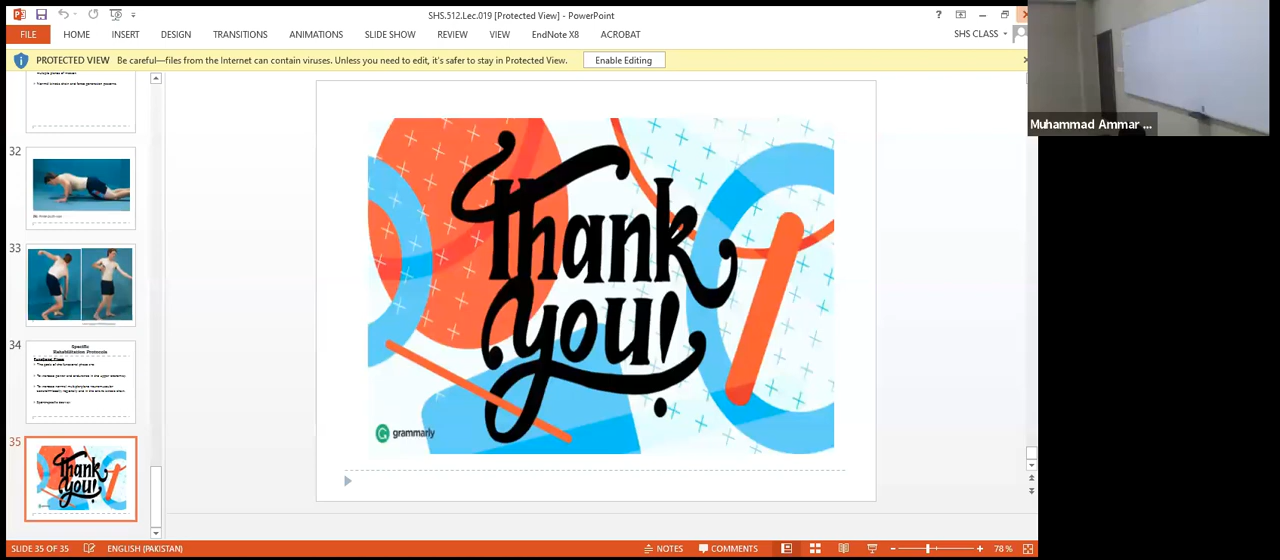 SHS.512.Lec.019 [Protected View] - PowerPoint
FILE HOME INSERT DESIGN TRANSITIONS ANIMATIONS SLIDE SHOW REVIEW VIEW EndNote X8 ACROBAT SHS CLASS
PROTECTED VIEW Be careful—files from the Internet can contain viruses. Unless you need to edit, it's safer to stay in Protected View. Enable Editing
Muhammad Ammar ...
32
33
34
Specific
Rehabilitation Protocols
35
Thank
you!
grammarly
Thank
you!
SLIDE 35 OF 35 ENGLISH (PAKISTAN) NOTES COMMENTS 78 %